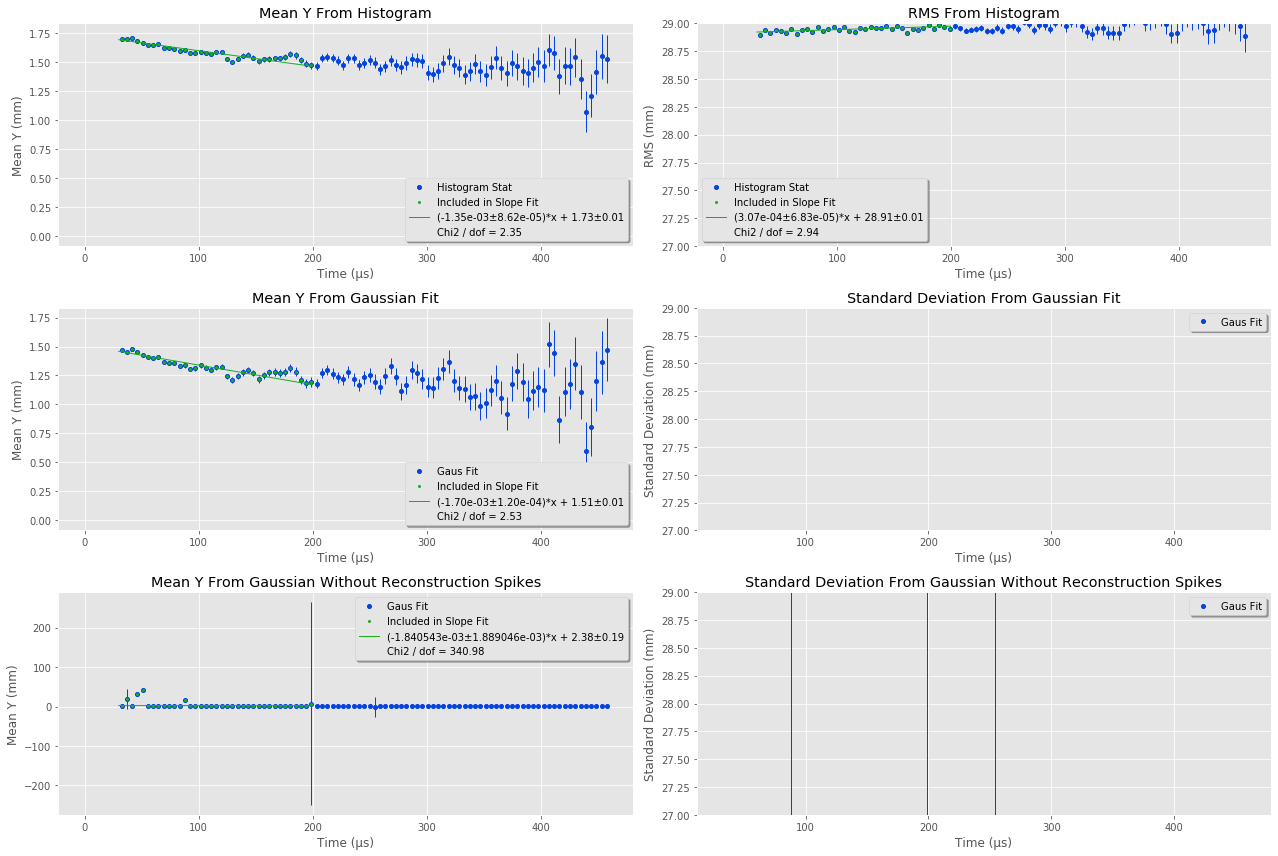 Mean Y From Histogram
Mean Y (mm)
1.75
1.50
1.25
1.00
0.75
0.50
0.25
0.00
Histogram Stat
Included in Slope Fit
(-1.35e-03±8.62e-05)*x + 1.73±0.01
Chi2 / dof = 2.35
0 100 200 300 400
Time (µs)
RMS From Histogram
RMS (mm)
29.00
28.75
28.50
28.25
28.00
27.75
27.50
27.25
27.00
Histogram Stat
Included in Slope Fit
(3.07e-04±6.83e-05)*x + 28.91±0.01
Chi2 / dof = 2.94
0 100 200 300 400
Time (µs)
Mean Y From Gaussian Fit
Mean Y (mm)
1.75
1.50
1.25
1.00
0.75
0.50
0.25
0.00
Gaus Fit
Included in Slope Fit
(-1.70e-03±1.20e-04)*x + 1.51±0.01
Chi2 / dof = 2.53
0 100 200 300 400
Time (µs)
Standard Deviation From Gaussian Fit
Standard Deviation (mm)
29.00
28.75
28.50
28.25
28.00
27.75
27.50
27.25
27.00
Gaus Fit
100 200 300 400
Time (µs)
Mean Y From Gaussian Without Reconstruction Spikes
Mean Y (mm)
200
100
0
−100
−200
Gaus Fit
Included in Slope Fit
(-1.840543e-03±1.889046e-03)*x + 2.38±0.19
Chi2 / dof = 340.98
0 100 200 300 400
Time (µs)
Standard Deviation From Gaussian Without Reconstruction Spikes
Standard Deviation (mm)
29.00
28.75
28.50
28.25
28.00
27.75
27.50
27.25
27.00
Gaus Fit
100 200 300 400
Time (µs)